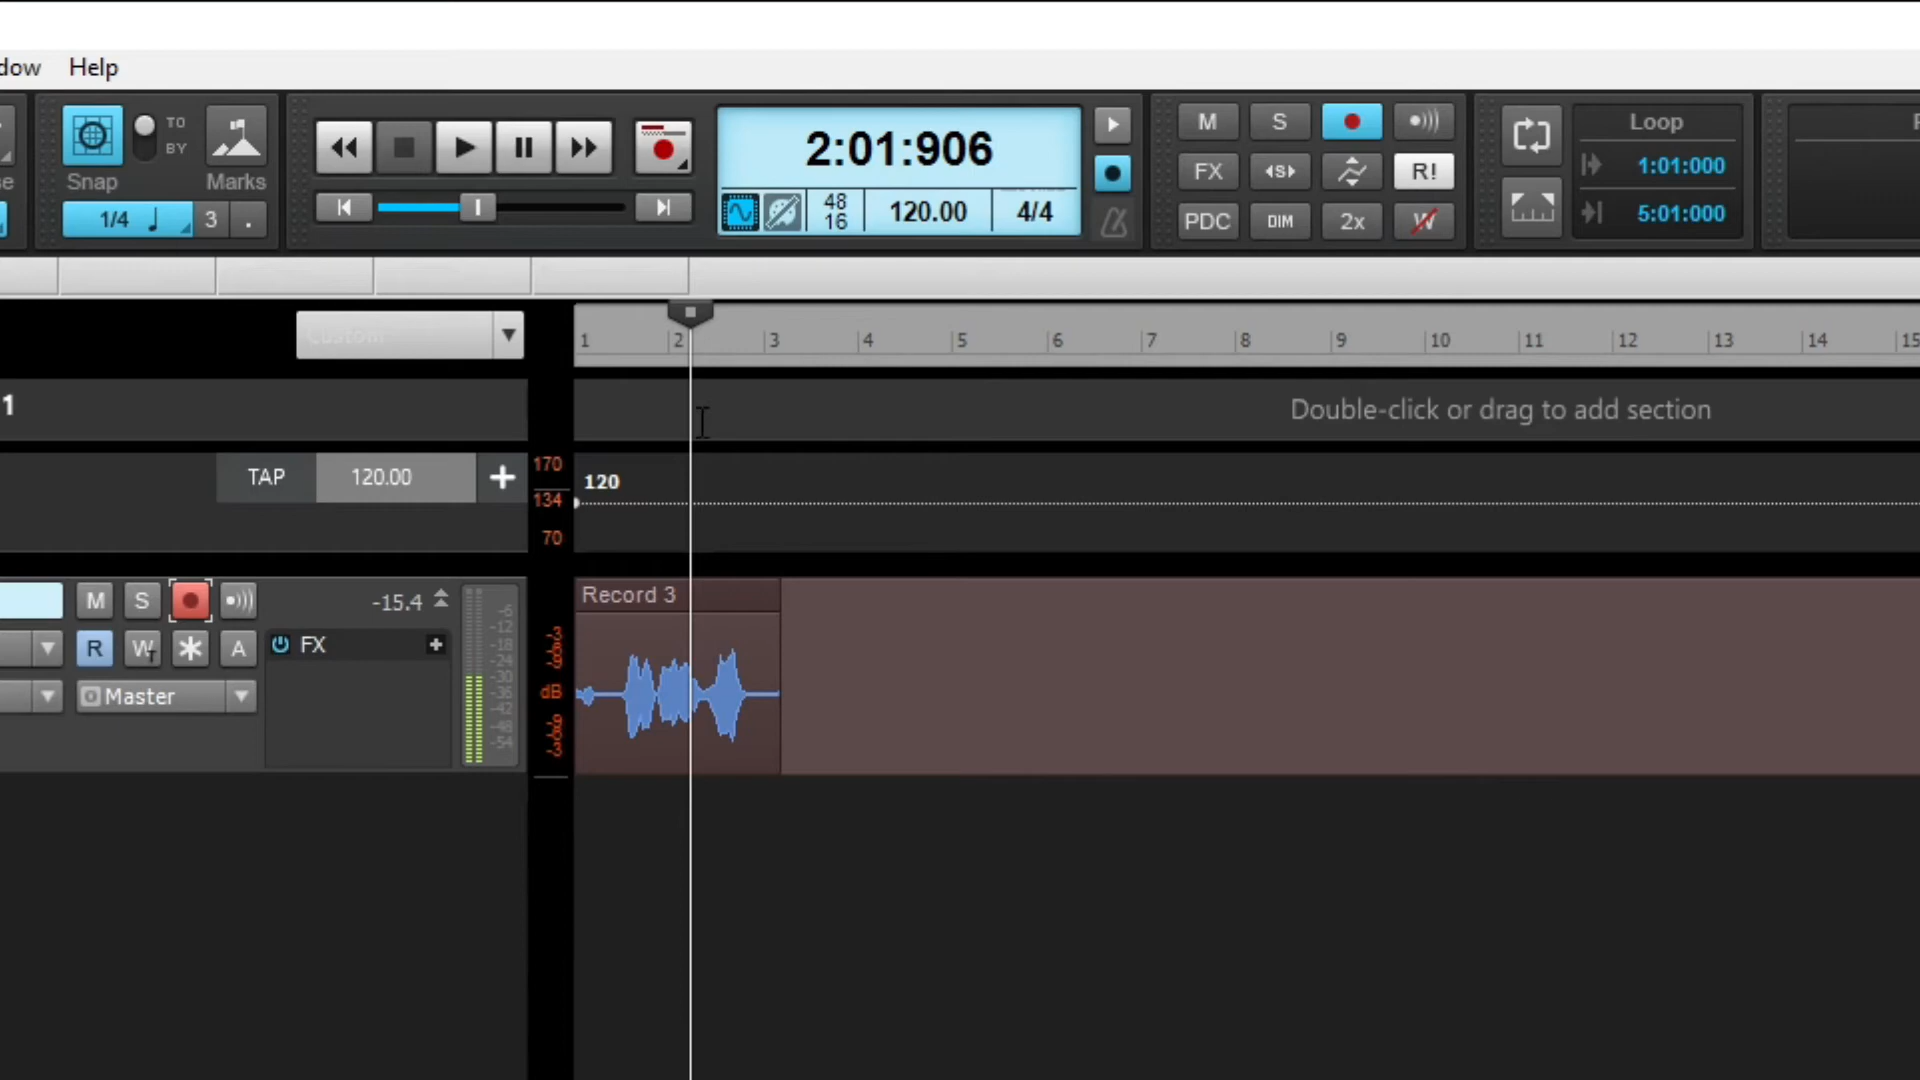 dow Help
TO
BY
Snap
Marks
1/4
3 .
2:01:906
48
16
120.00
4/4
M S
FX S R!
PDC DIM 2x W
Loop
1:01:000
5:01:000
Custom
1 2 3 4 5 6 7 8 9 10 11 12 13 14 15
1
Double-click or drag to add section
TAP 120.00 +
170
134
70
120
M S
-15.4
R W * A
FX +
Master
-6
-12
-18
-24
-30
-36
-42
-48
-54
-3
-6
-9
dB
-9
-6
-3
Record 3